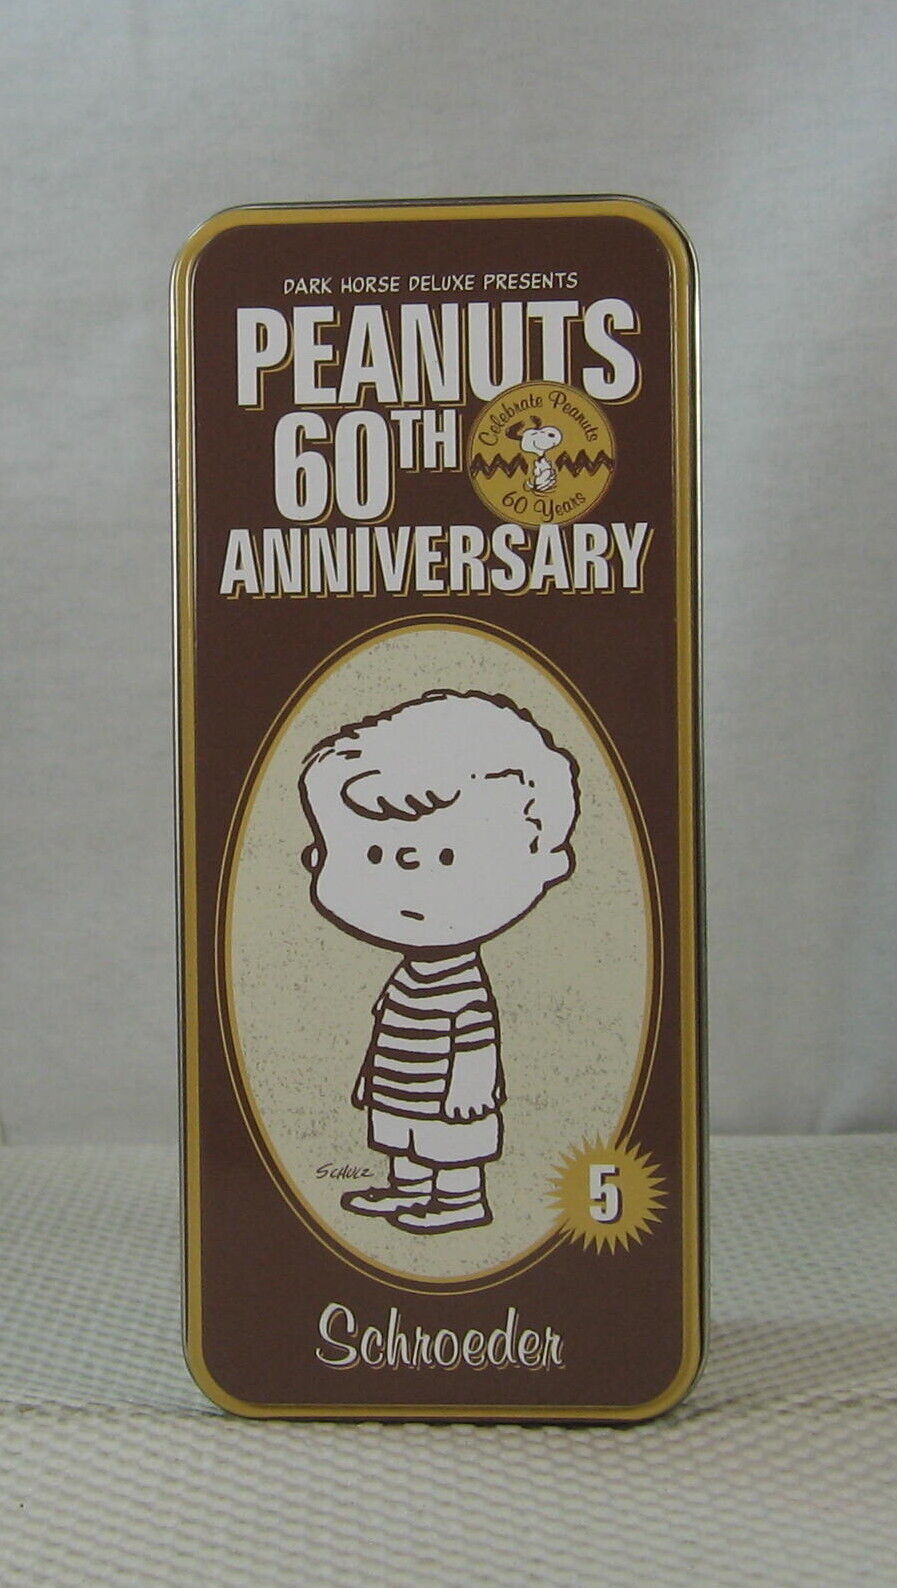 DARK HORSE DELUXE PRESENTS
PEANUTS
60TH
Celebrate Peanuts
60 Years
ANNIVERSARY
SCHULZ
5
Schroeder